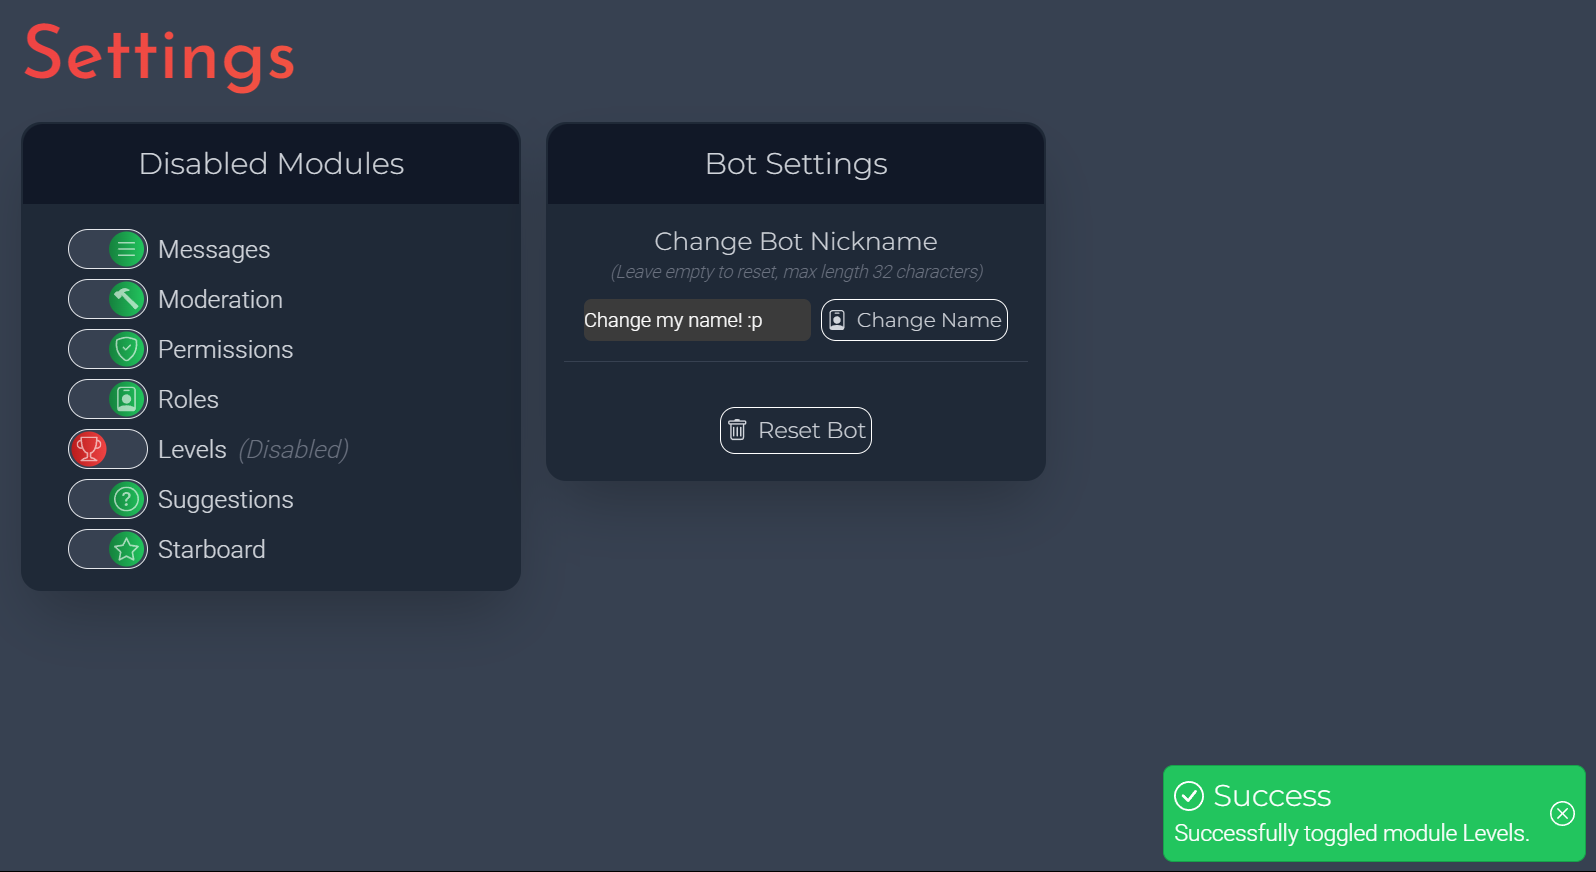 Settings
Disabled Modules
Messages
Moderation
Permissions
Roles
Levels (Disabled)
Suggestions
Starboard
Bot Settings
Change Bot Nickname
(Leave empty to reset, max length 32 characters)
Change my name! :p
Change Name
Reset Bot
Success
Successfully toggled module Levels.